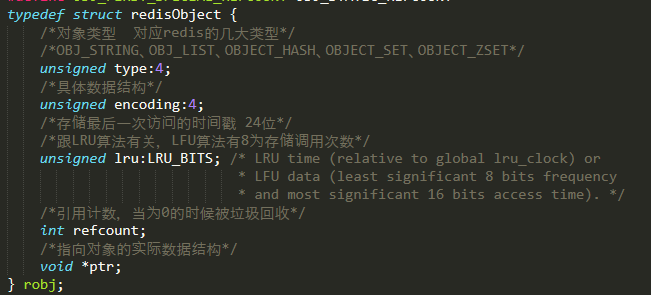 typedef struct redisObject {
/*对象类型 对应redis的几大类型*/
/*OBJ_STRING、OBJ_LIST、OBJECT_HASH、OBJECT_SET、OBJECT_ZSET*/
unsigned type:4;
/*具体数据结构*/
unsigned encoding:4;
/*存储最后一次访问的时间戳 24位*/
/*跟LRU算法有关，LFU算法有8为存储调用次数*/
unsigned lru:LRU_BITS; /* LRU time (relative to global lru_clock) or
* LFU data (least significant 8 bits frequency
* and most significant 16 bits access time). */
/*引用计数，当为0的时候被垃圾回收*/
int refcount;
/*指向对象的实际数据结构*/
void *ptr;
} robj;